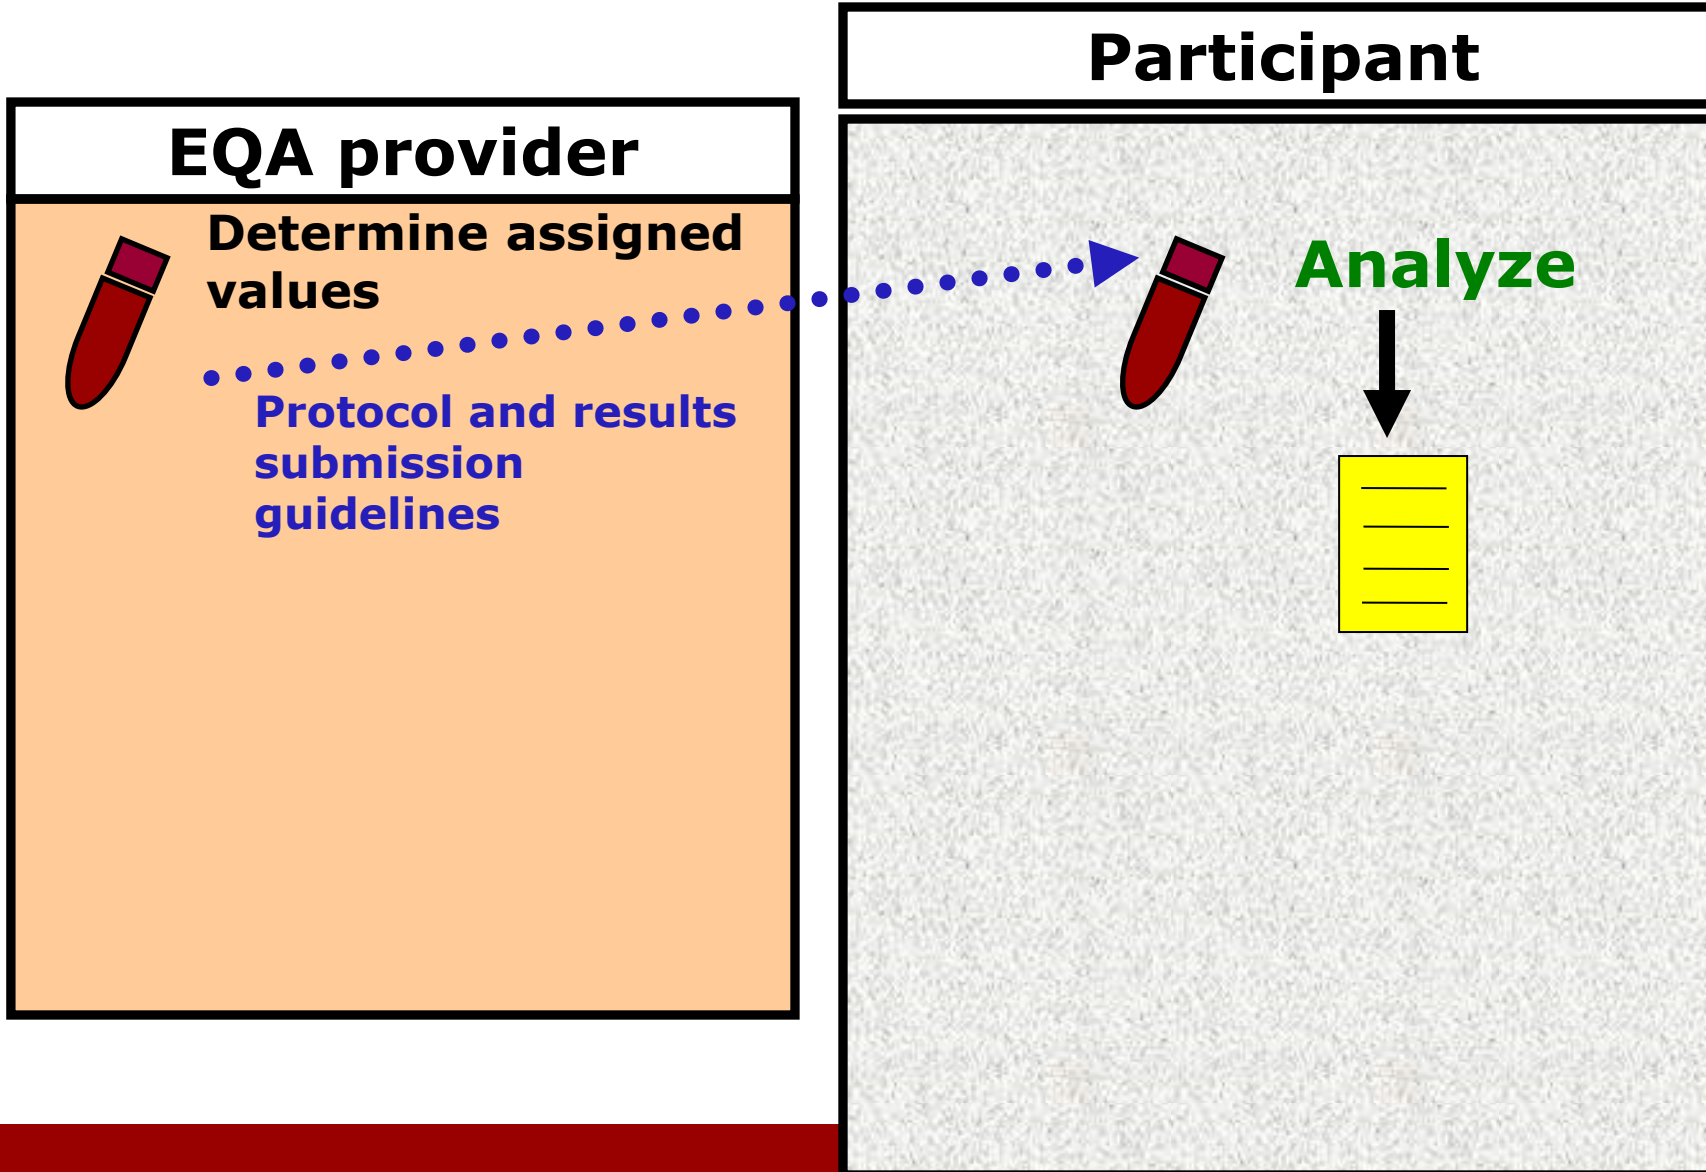 Participant
EQA provider
Determine assigned
values
Analyze
Protocol and results
submission
guidelines